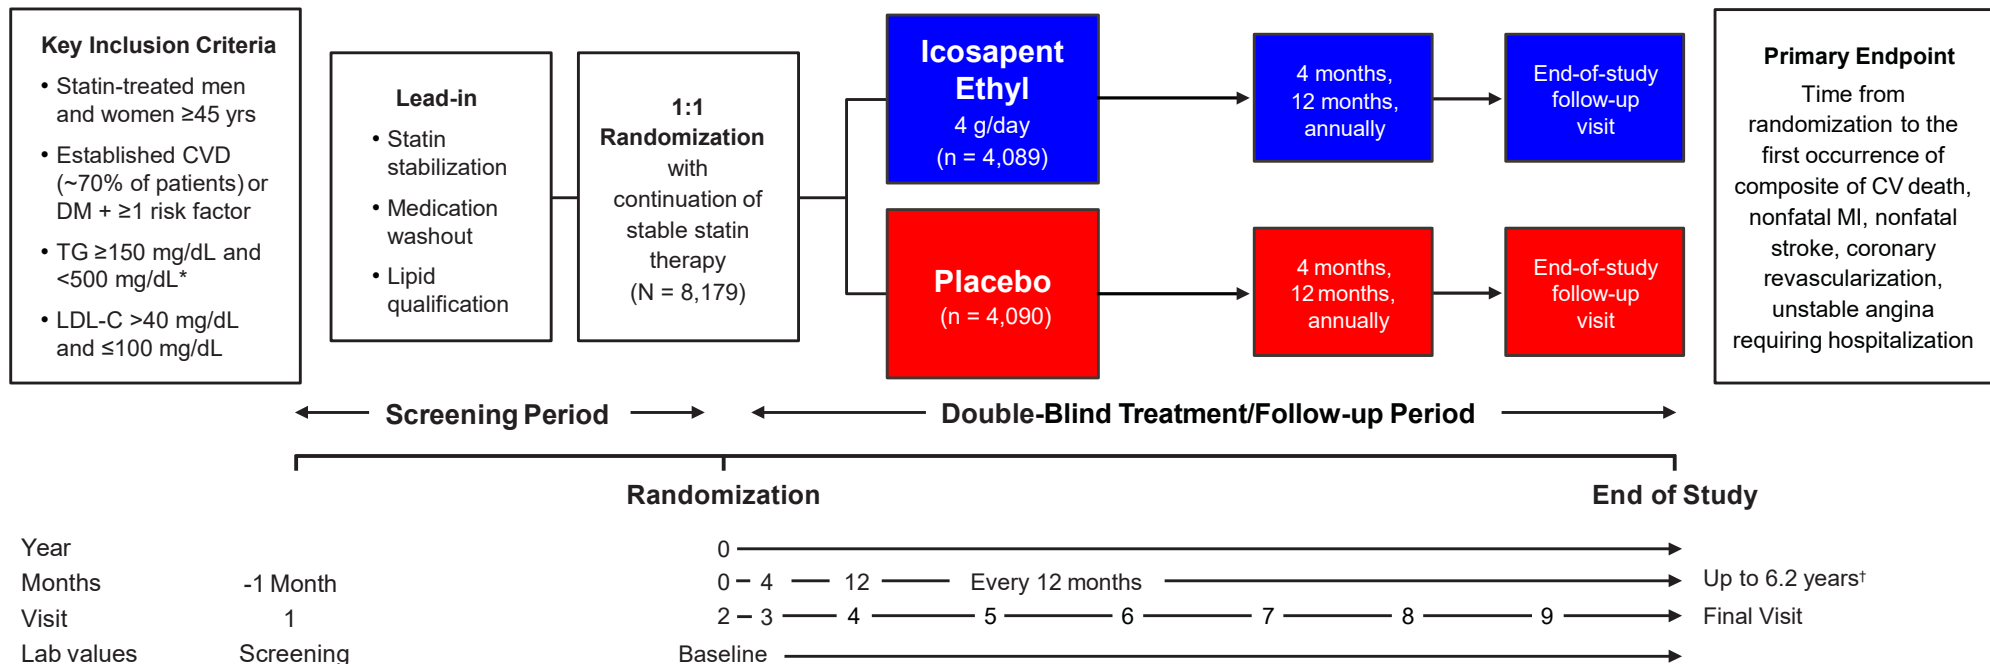 Key Inclusion Criteria
• Statin-treated men
and women ≥45 yrs
• Established CVD
(~70% of patients) or
DM + ≥1 risk factor
• TG ≥150 mg/dL and
<500 mg/dL*
• LDL-C >40 mg/dL
and ≤100 mg/dL
Lead-in
• Statin
stabilization
• Medication
washout
• Lipid
qualification
1:1
Randomization
with
continuation of
stable statin
therapy
(N = 8,179)
Icosapent
Ethyl
4 g/day
(n = 4,089)
4 months,
12 months,
annually
End-of-study
follow-up
visit
Placebo
(n = 4,090)
4 months,
12 months,
annually
End-of-study
follow-up
visit
Primary Endpoint
Time from
randomization to the
first occurrence of
composite of CV death,
nonfatal MI, nonfatal
stroke, coronary
revascularization,
unstable angina
requiring hospitalization
Screening Period
Double-Blind Treatment/Follow-up Period
Randomization
End of Study
Year 0
Months -1 Month 0 4 12 Every 12 months Up to 6.2 years†
Visit 1 2 3 4 5 6 7 8 9 Final Visit
Lab values Screening Baseline